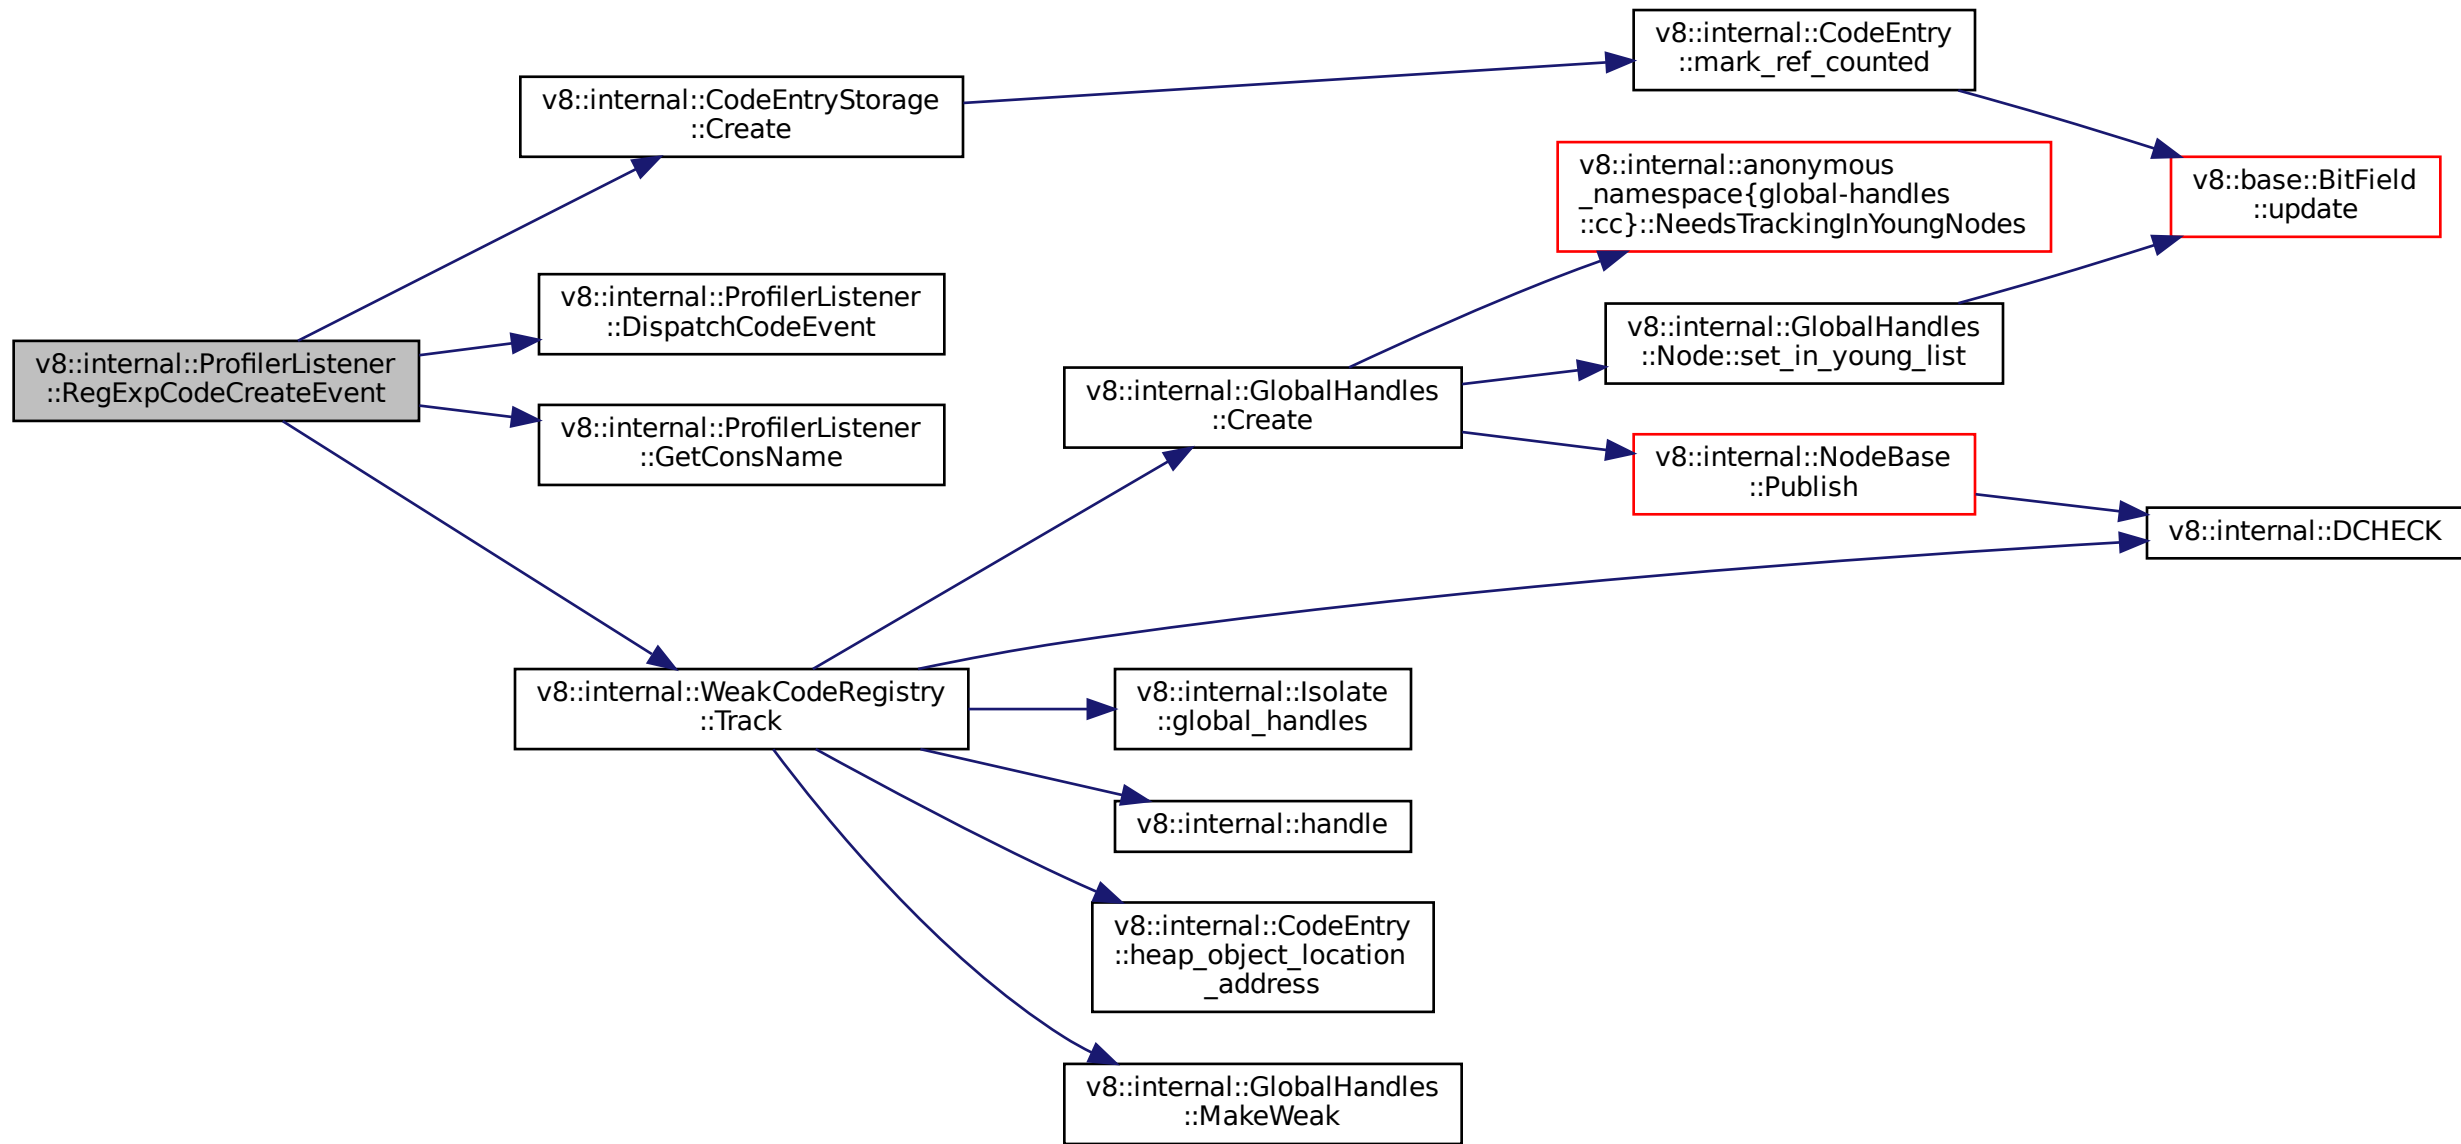 v8::internal::ProfilerListener
::RegExpCodeCreateEvent
v8::internal::CodeEntryStorage
::Create
v8::internal::ProfilerListener
::DispatchCodeEvent
v8::internal::ProfilerListener
::GetConsName
v8::internal::WeakCodeRegistry
::Track
v8::internal::GlobalHandles
::Create
v8::internal::Isolate
::global_handles
v8::internal::handle
v8::internal::CodeEntry
::heap_object_location
_address
v8::internal::GlobalHandles
::MakeWeak
v8::internal::CodeEntry
::mark_ref_counted
v8::internal::anonymous
_namespace{global-handles
::cc}::NeedsTrackingInYoungNodes
v8::internal::GlobalHandles
::Node::set_in_young_list
v8::internal::NodeBase
::Publish
v8::base::BitField
::update
v8::internal::DCHECK